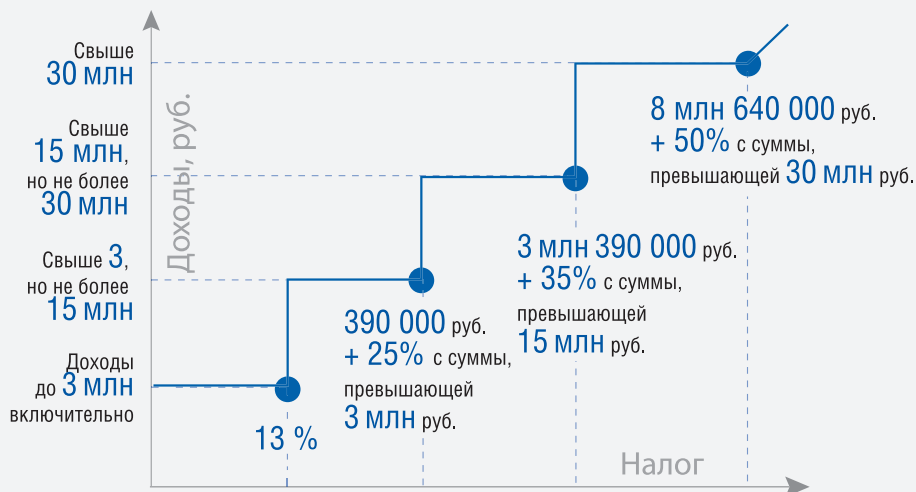 Свыше
30 млн
Свыше
15 млн,
но не более
30 млн
Свыше 3,
но не более
15 млн
Доходы
до 3 млн
включительно
Доходы, руб.
13 %
390 000 руб.
+ 25% с суммы,
превышающей
3 млн руб.
3 млн 390 000 руб.
+ 35% с суммы,
превышающей
15 млн руб.
8 млн 640 000 руб.
+ 50% с суммы,
превышающей 30 млн руб.
Налог